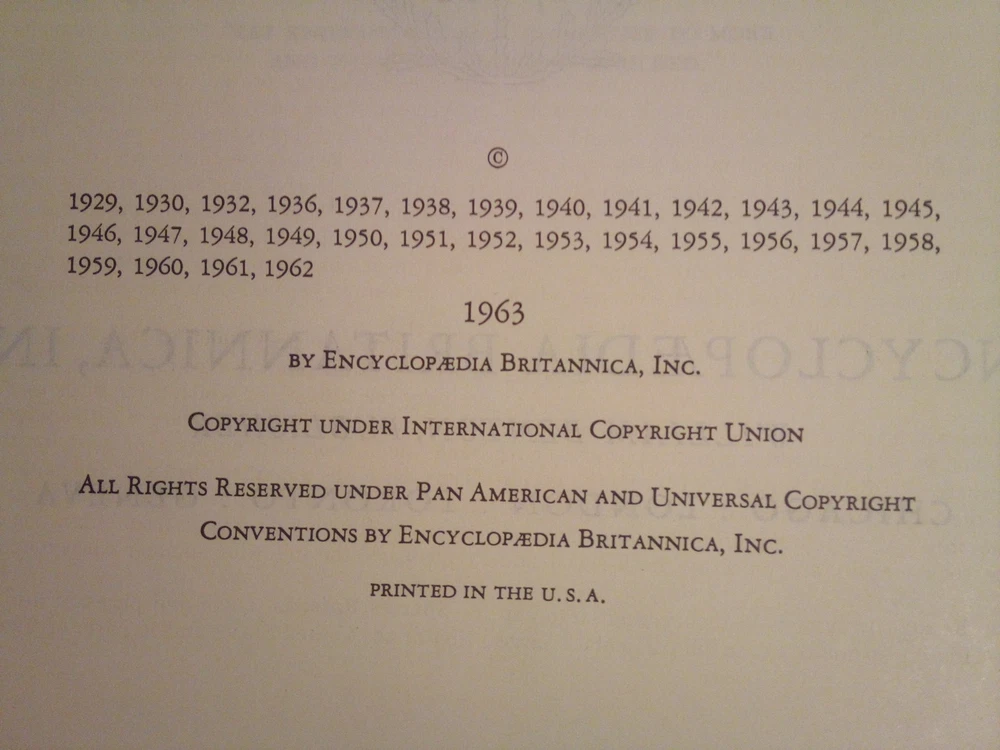 ©
1929, 1930, 1932, 1936, 1937, 1938, 1939, 1940, 1941, 1942, 1943, 1944, 1945,
1946, 1947, 1948, 1949, 1950, 1951, 1952, 1953, 1954, 1955, 1956, 1957, 1958,
1959, 1960, 1961, 1962
1963
BY ENCYCLOPÆDIA BRITANNICA, INC.
COPYRIGHT UNDER INTERNATIONAL COPYRIGHT UNION
ALL RIGHTS RESERVED UNDER PAN AMERICAN AND UNIVERSAL COPYRIGHT
CONVENTIONS BY ENCYCLOPÆDIA BRITANNICA, INC.
PRINTED IN THE U.S.A.